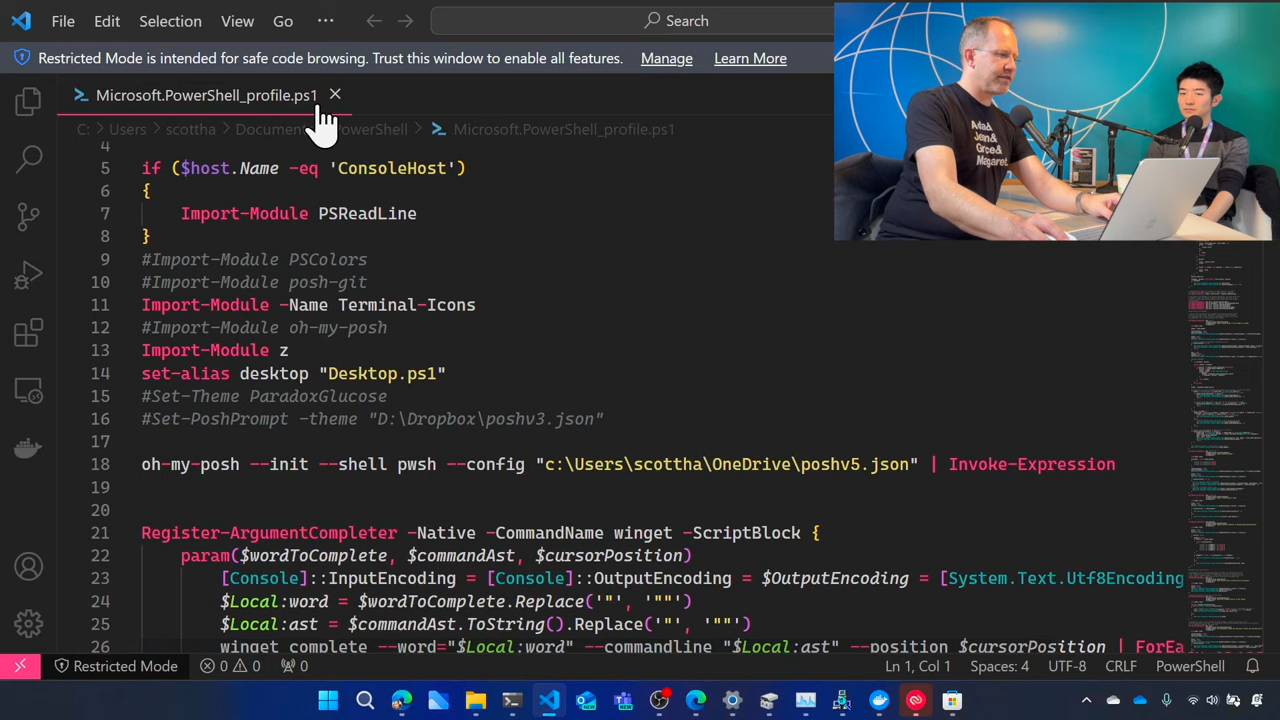 File Edit Selection View Go ··· Search
Restricted Mode is intended for safe code browsing. Trust this window to enable all features. Manage Learn More
Microsoft.PowerShell_profile.ps1
C: > Users > scottha > Documen PowerShell > Microsoft.PowerShell_profile.ps1
4
5 if ($host.Name -eq 'ConsoleHost')
6 {
7 Import-Module PSReadLine
8 }
9 #Import-Module PSColors
10 #Import-Module posh-git
11 Import-Module -Name Terminal-Icons
12 #Import-Module oh-my-posh
13 Import-Module z
14 set-alias desktop "Desktop.ps1"
15 #Set-Theme ParadoxGlucose
16 #Set-PoshPrompt -theme "D:\Dropbox\poshv3.json"
17
18 oh-my-posh --init --shell pwsh --config "c:\users\scottha\OneDrive\poshv5.json" | Invoke-Expression
19
20
21 Register-ArgumentCompleter -Native -CommandName winget -ScriptBlock {
22 param($wordToComplete, $commandAst, $cursorPosition)
23 [Console]::InputEncoding = [Console]::OutputEncoding = $OutputEncoding = [System.Text.Utf8Encoding
24 $Local:word = $wordToComplete.Replace('"', '""')
25 $Local:ast = $commandAst.ToString().Replace('"', '""')
26 winget complete --word="$Local:word" --commandline "$Local:ast" --position $cursorPosition | ForEa
Restricted Mode 0 0 0 Ln 1, Col 1 Spaces: 4 UTF-8 CRLF PowerShell
Ada&
Jean&
Grace&
Margaret.